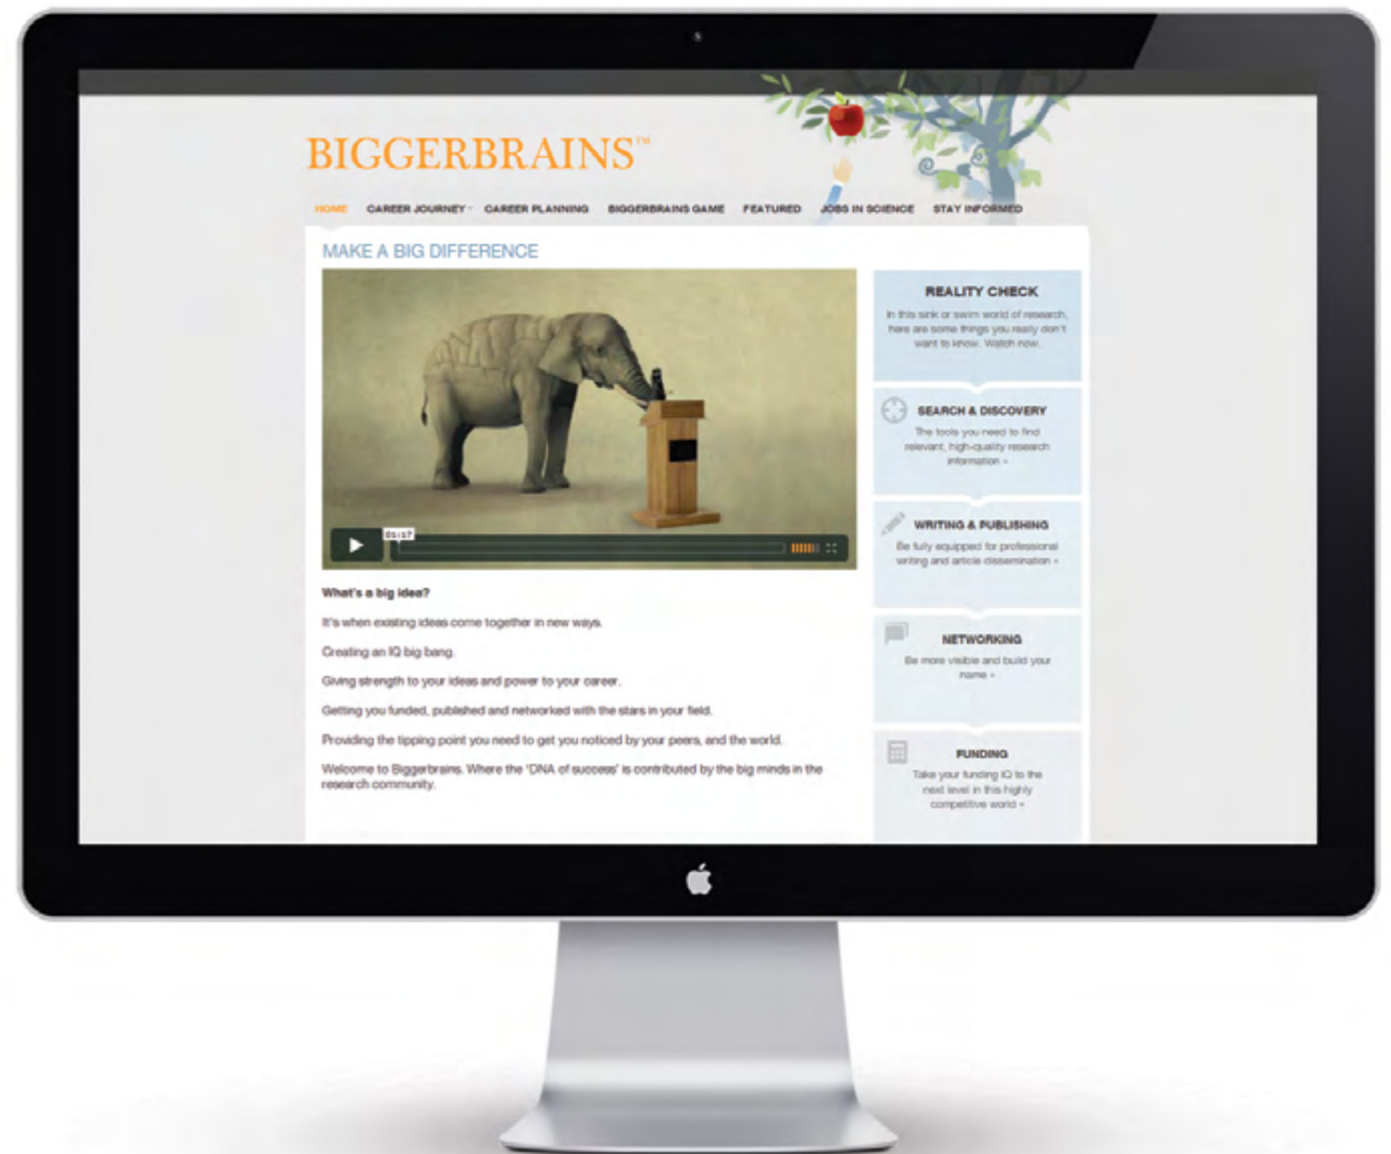 BIGGERBRAINS™
HOME CAREER JOURNEY CAREER PLANNING BIGGERBRAINS GAME FEATURED JOBS IN SCIENCE STAY INFORMED
MAKE A BIG DIFFERENCE
01:17
What's a big idea?
It's when existing ideas come together in new ways.
Creating an IQ big bang.
Giving strength to your ideas and power to your career.
Getting you funded, published and networked with the stars in your field.
Providing the tipping point you need to get you noticed by your peers, and the world.
Welcome to Biggerbrains. Where the 'DNA of success' is contributed by the big minds in the
research community.
REALITY CHECK
In this sink or swim world of research,
here are some things you really don't
want to know. Watch now.
SEARCH & DISCOVERY
The tools you need to find
relevant, high-quality research
information »
WRITING & PUBLISHING
Be fully equipped for professional
writing and article dissemination »
NETWORKING
Be more visible and build your
name »
FUNDING
Take your funding IQ to the
next level in this highly
competitive world »